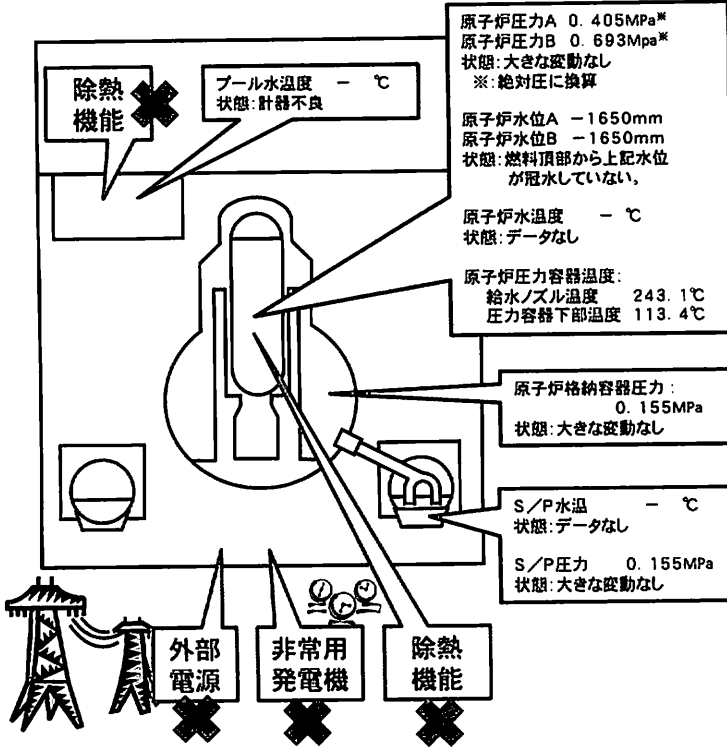 原子炉圧力A 0.405MPa※
原子炉圧力B 0.693Mpa※
状態:大きな変動なし
※:絶対圧に換算
原子炉水位A －1650mm
原子炉水位B －1650mm
状態:燃料頂部から上記水位
が冠水していない。
原子炉水温度 － ℃
状態:データなし
原子炉圧力容器温度:
給水ノズル温度 243.1℃
圧力容器下部温度 113.4℃
除熱
機能
プール水温度 － ℃
状態:計器不良
原子炉格納容器圧力:
0.155MPa
状態:大きな変動なし
S／P水温 － ℃
状態:データなし
S／P圧力 0.155MPa
状態:大きな変動なし
外部
電源
非常用
発電機
除熱
機能